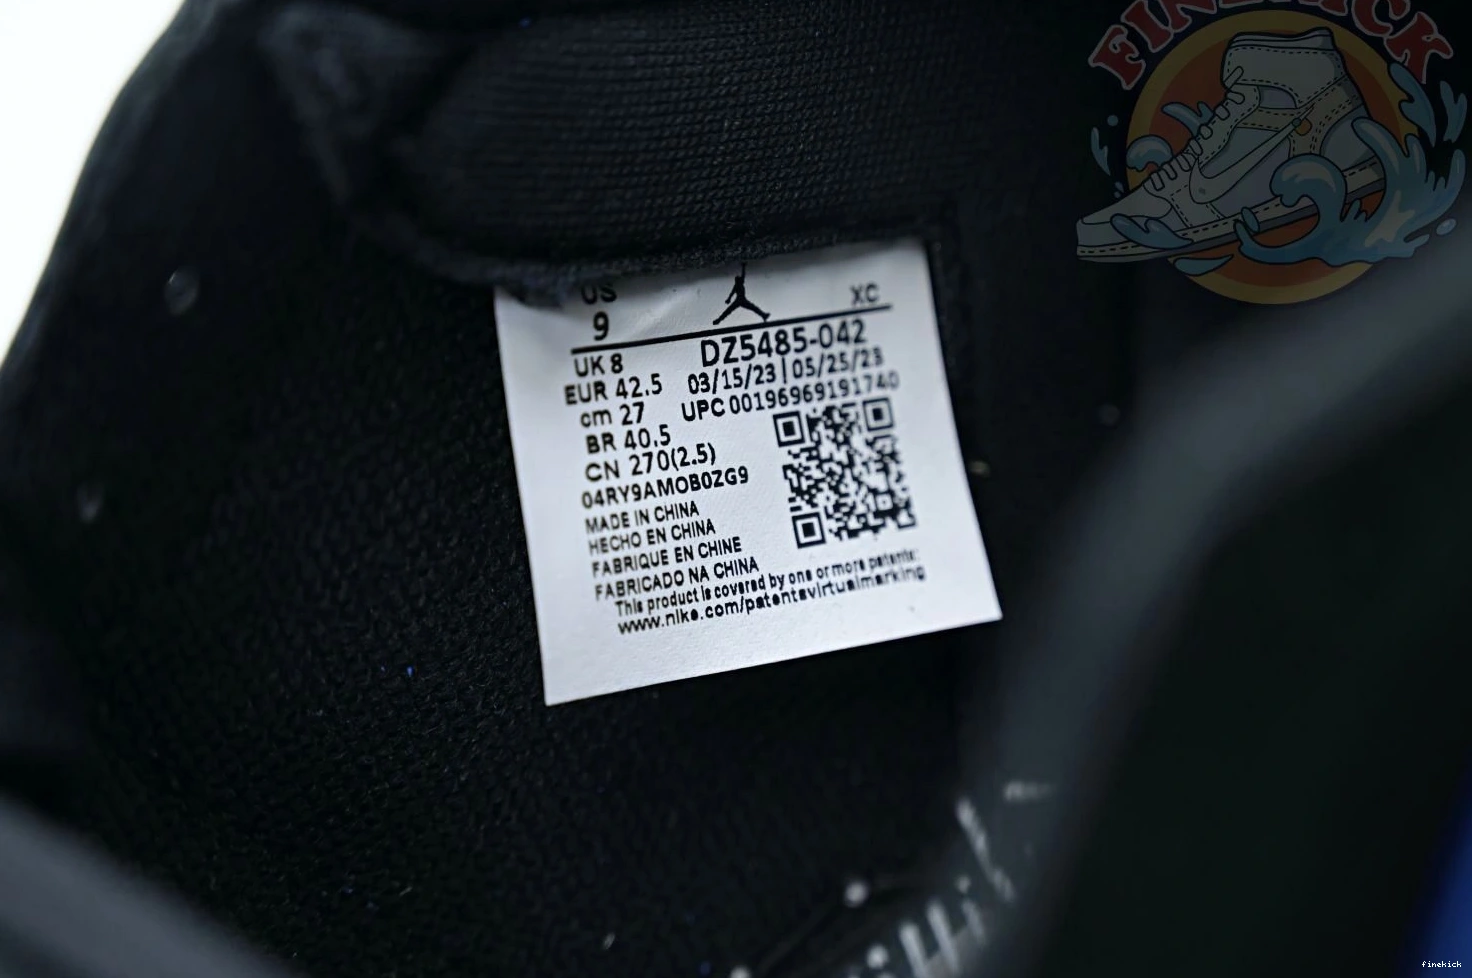 FINEKICK
US
9
XC
DZ5485-042
UK 8
03/15/23|05/25/23
EUR 42.5
UPC 00196969191740
cm 27
BR 40.5
CN 270(2.5)
04RY9AMOB0ZG9
MADE IN CHINA
HECHO EN CHINA
FABRIQUE EN CHINE
FABRICADO NA CHINA
This product is covered by one or more patents:
www.nike.com/patentsvirtualmarking
finekick